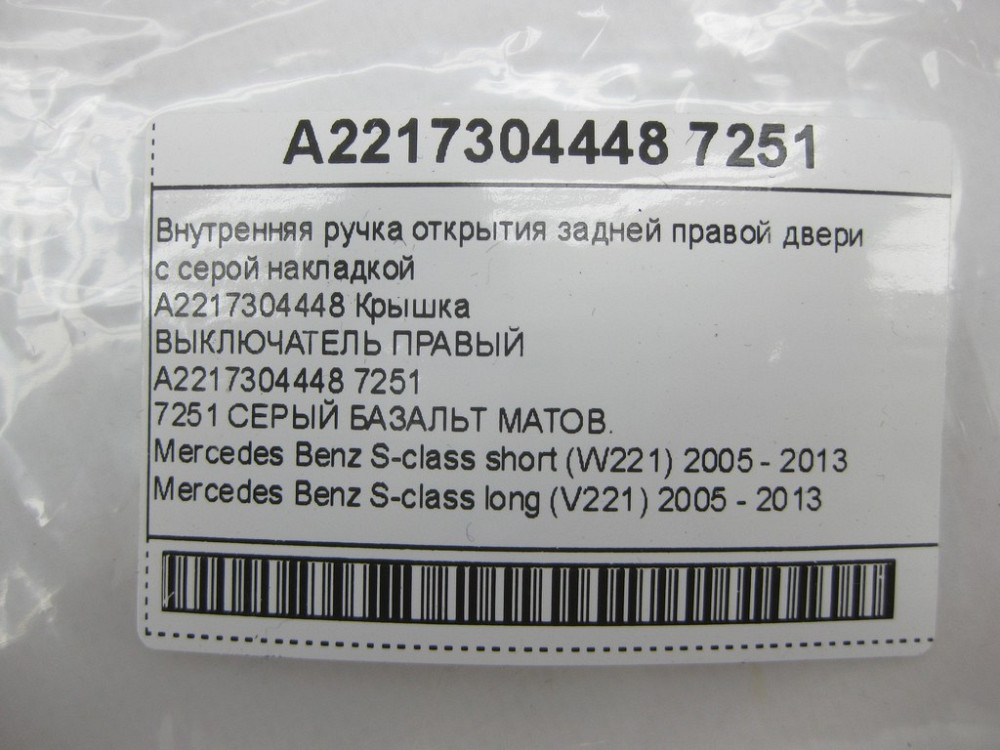 A2217304448 7251
Внутренняя ручка открытия задней правой двери
с серой накладкой
A2217304448 Крышка
ВЫКЛЮЧАТЕЛЬ ПРАВЫЙ
A2217304448 7251
7251 СЕРЫЙ БАЗАЛЬТ МАТОВ.
Mercedes Benz S-class short (W221) 2005 - 2013
Mercedes Benz S-class long (V221) 2005 - 2013